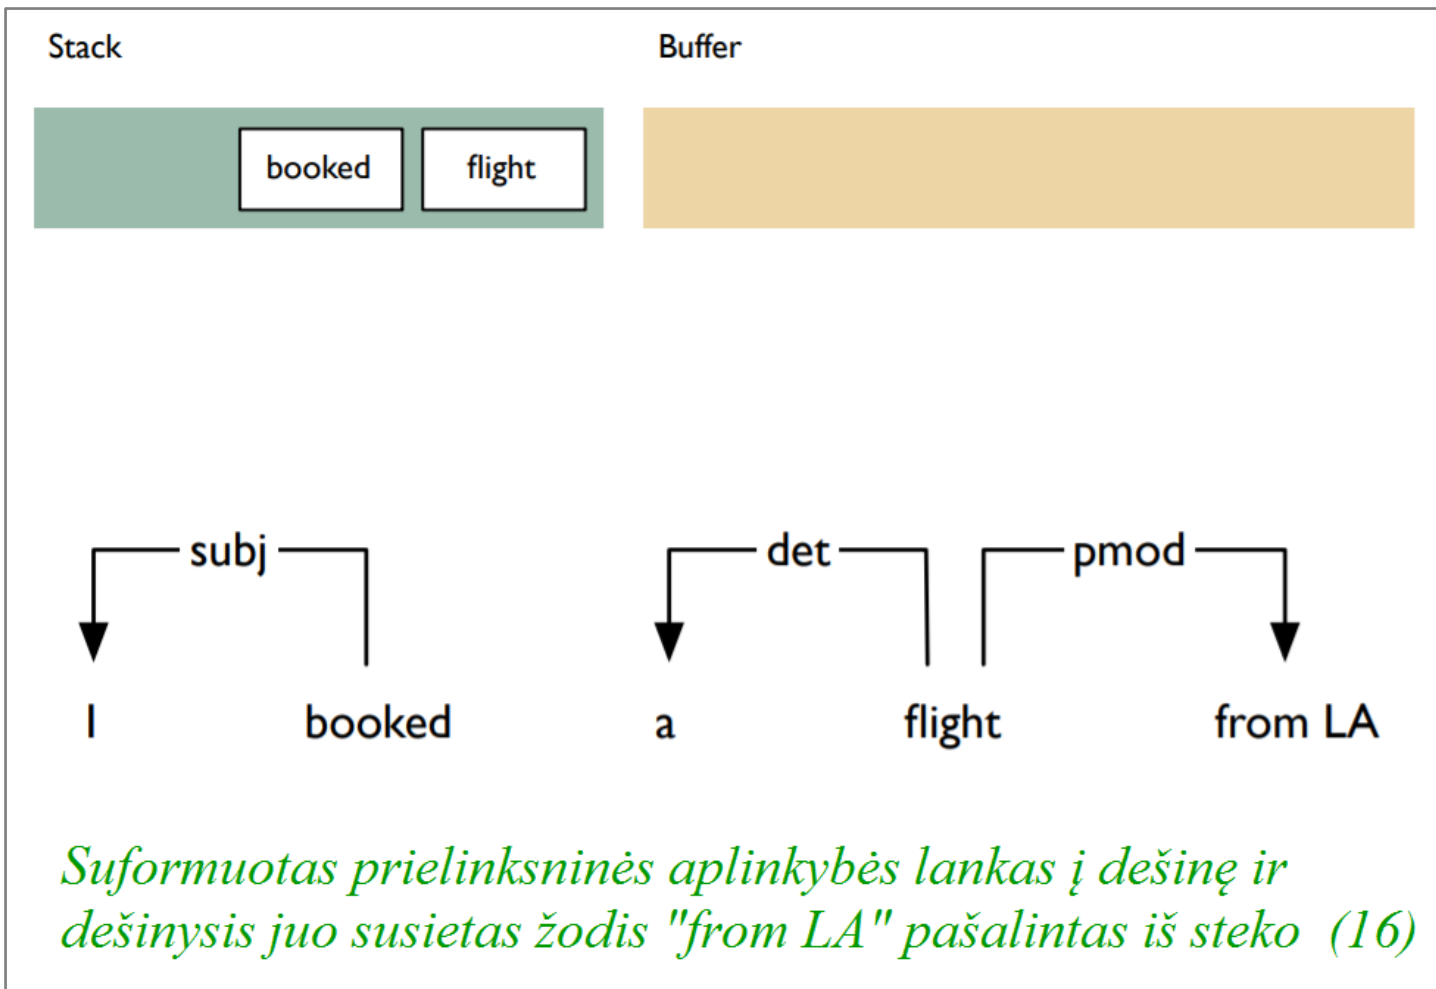 Stack Buffer
booked flight
subj det pmod
I booked a flight from LA
Suformuotas prielinksninės aplinkybės lankas į dešinę ir
dešinysis juo susietas žodis "from LA" pašalintas iš steko (16)